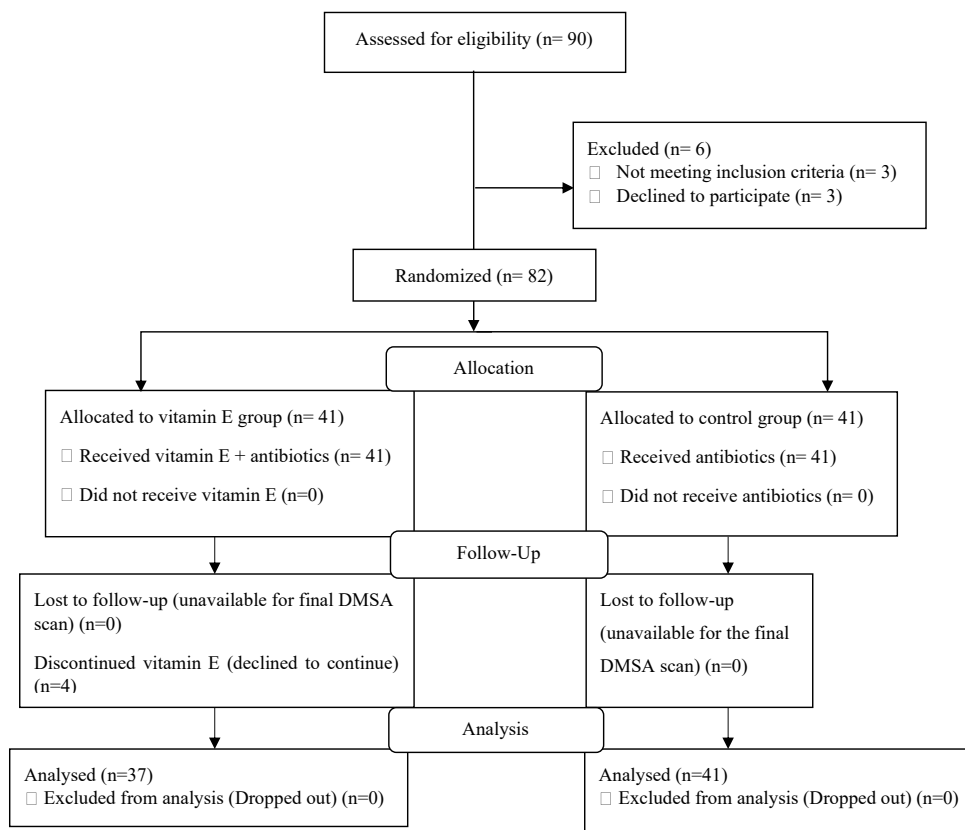 Assessed for eligibility (n= 90)
Excluded (n= 6)
□ Not meeting inclusion criteria (n= 3)
□ Declined to participate (n= 3)
Randomized (n= 82)
Allocation
Allocated to vitamin E group (n= 41)
□ Received vitamin E + antibiotics (n= 41)
□ Did not receive vitamin E (n=0)
Allocated to control group (n= 41)
□ Received antibiotics (n= 41)
□ Did not receive antibiotics (n= 0)
Follow-Up
Lost to follow-up (unavailable for final DMSA
scan) (n=0)
Discontinued vitamin E (declined to continue)
(n=4)
Lost to follow-up
(unavailable for the final
DMSA scan) (n=0)
Analysis
Analysed (n=37)
□ Excluded from analysis (Dropped out) (n=0)
Analysed (n=41)
□ Excluded from analysis (Dropped out) (n=0)